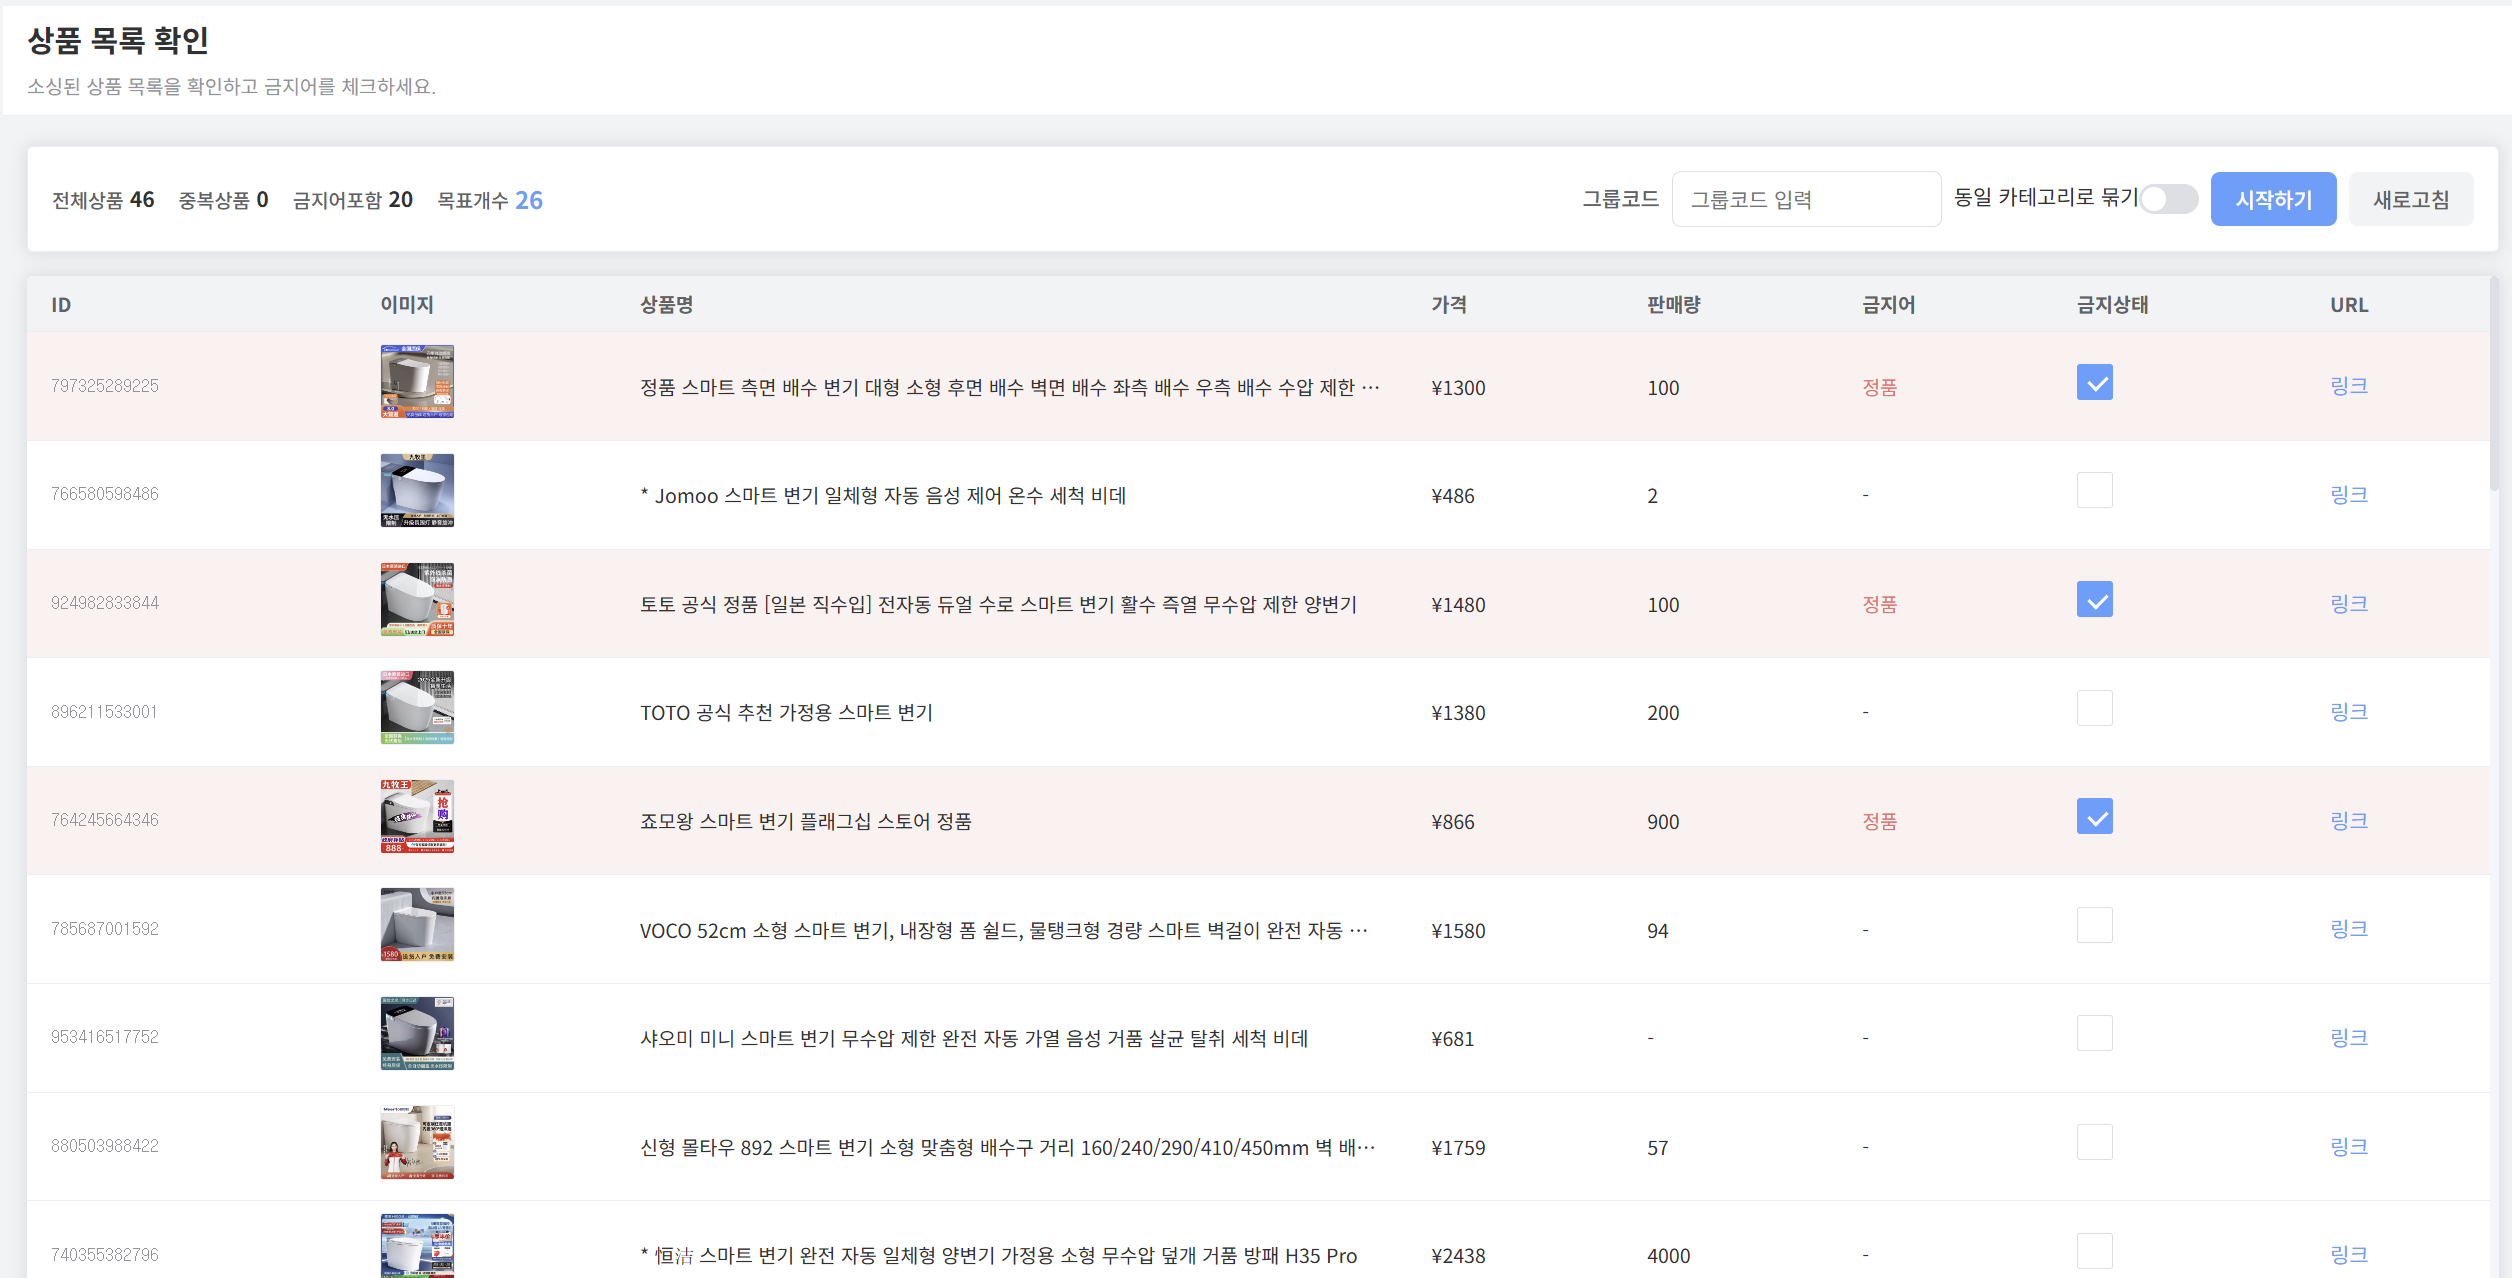 상품 목록 확인
소싱된 상품 목록을 확인하고 금지어를 체크하세요.
전체상품 46 중복상품 0 금지어포함 20 목표개수 26 그룹코드 그룹코드 입력 동일 카테고리로 묶기 시작하기 새로고침
ID 이미지 상품명 가격 판매량 금지어 금지상태 URL
797325289225 정품 스마트 측면 배수 변기 대형 소형 후면 배수 벽면 배수 좌측 배수 우측 배수 수압 제한 … ¥1300 100 정품 링크
766580598486 * Jomoo 스마트 변기 일체형 자동 음성 제어 온수 세척 비데 ¥486 2 - 링크
924982833844 토토 공식 정품 [일본 직수입] 전자동 듀얼 수로 스마트 변기 활수 즉열 무수압 제한 양변기 ¥1480 100 정품 링크
896211533001 TOTO 공식 추천 가정용 스마트 변기 ¥1380 200 - 링크
九牧王
抢购
888
764245664346 죠모왕 스마트 변기 플래그십 스토어 정품 ¥866 900 정품 링크
785687001592 VOCO 52cm 소형 스마트 변기, 내장형 폼 쉴드, 물탱크형 경량 스마트 벽걸이 완전 자동 … ¥1580 94 - 링크
953416517752 샤오미 미니 스마트 변기 무수압 제한 완전 자동 가열 음성 거품 살균 탈취 세척 비데 ¥681 - - 링크
880503988422 신형 몰타우 892 스마트 변기 소형 맞춤형 배수구 거리 160/240/290/410/450mm 벽 배… ¥1759 57 - 링크
740355382796 * 恒洁 스마트 변기 완전 자동 일체형 양변기 가정용 소형 무수압 덮개 거품 방패 H35 Pro ¥2438 4000 - 링크